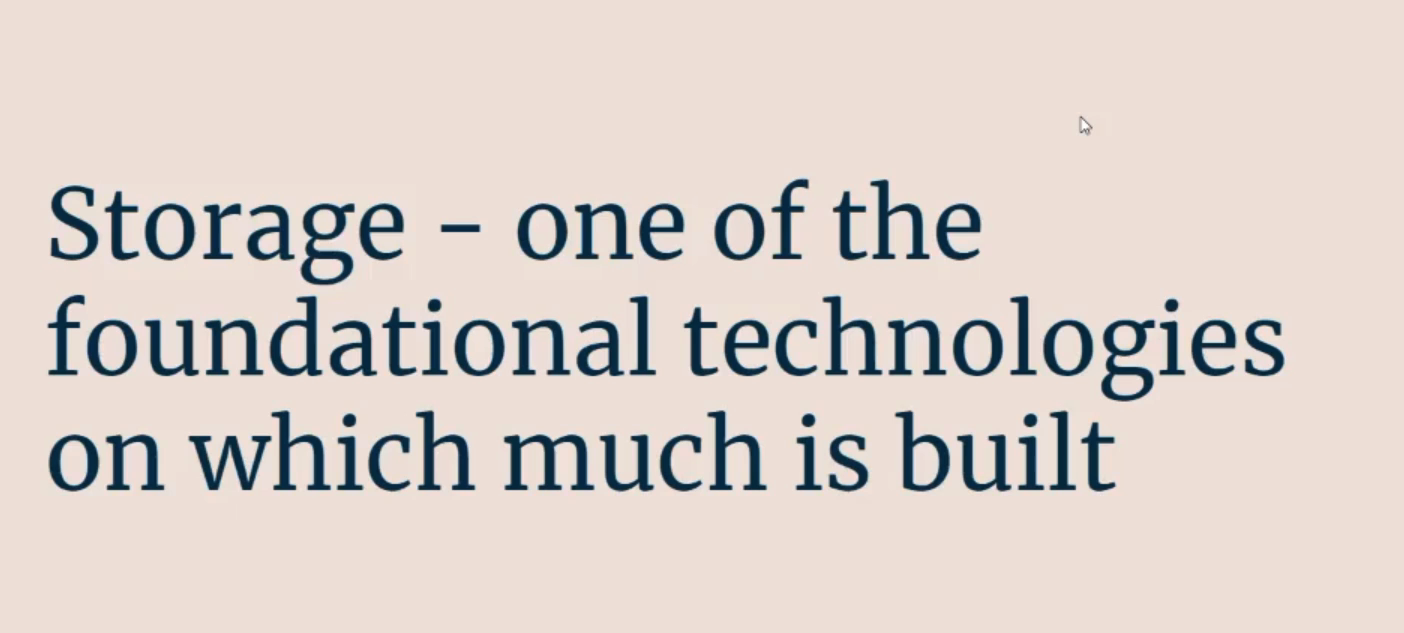 Storage - one of the
foundational technologies
on which much is built